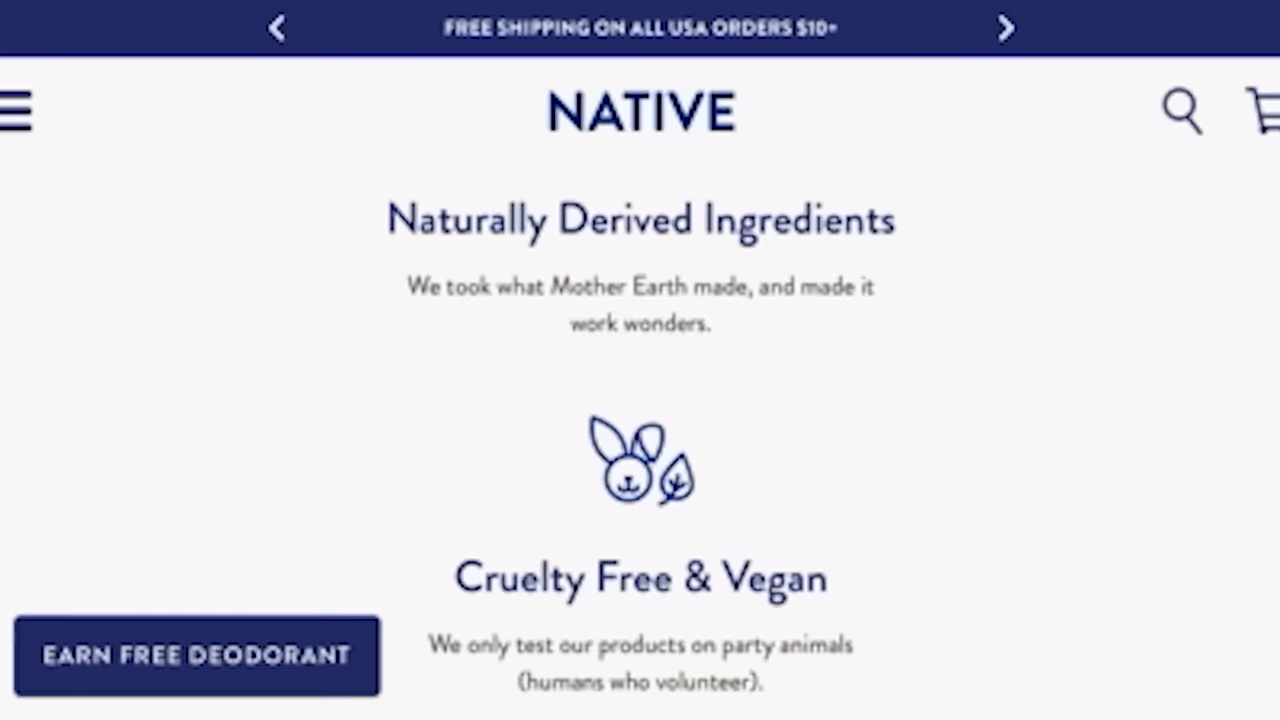 FREE SHIPPING ON ALL USA ORDERS $10+
NATIVE
Naturally Derived Ingredients
We took what Mother Earth made, and made it
work wonders.
Cruelty Free & Vegan
We only test our products on party animals
(humans who volunteer).
EARN FREE DEODORANT